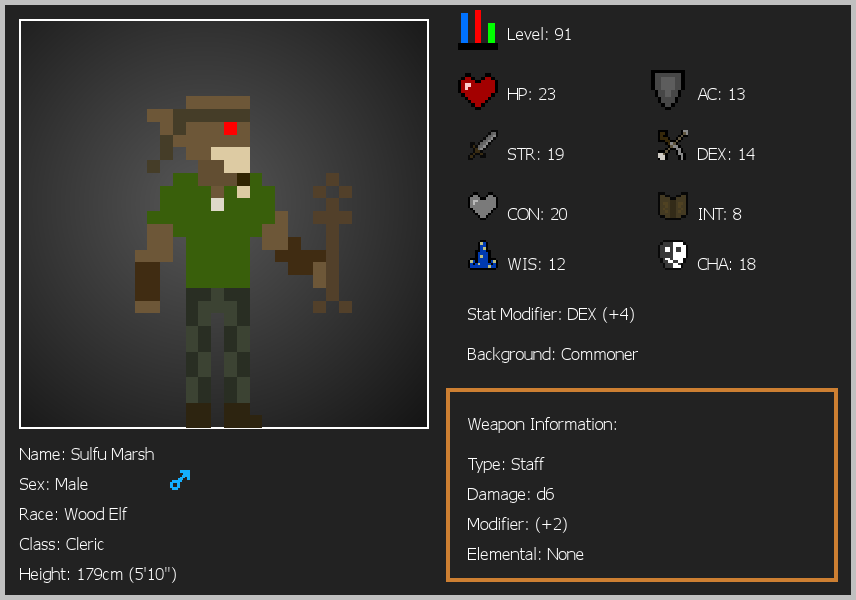 Level: 91
HP: 23
AC: 13
STR: 19
DEX: 14
CON: 20
INT: 8
WIS: 12
CHA: 18
Stat Modifier: DEX (+4)
Background: Commoner
Weapon Information:
Type: Staff
Damage: d6
Modifier: (+2)
Elemental: None
Name: Sulfu Marsh
Sex: Male
Race: Wood Elf
Class: Cleric
Height: 179cm (5'10")